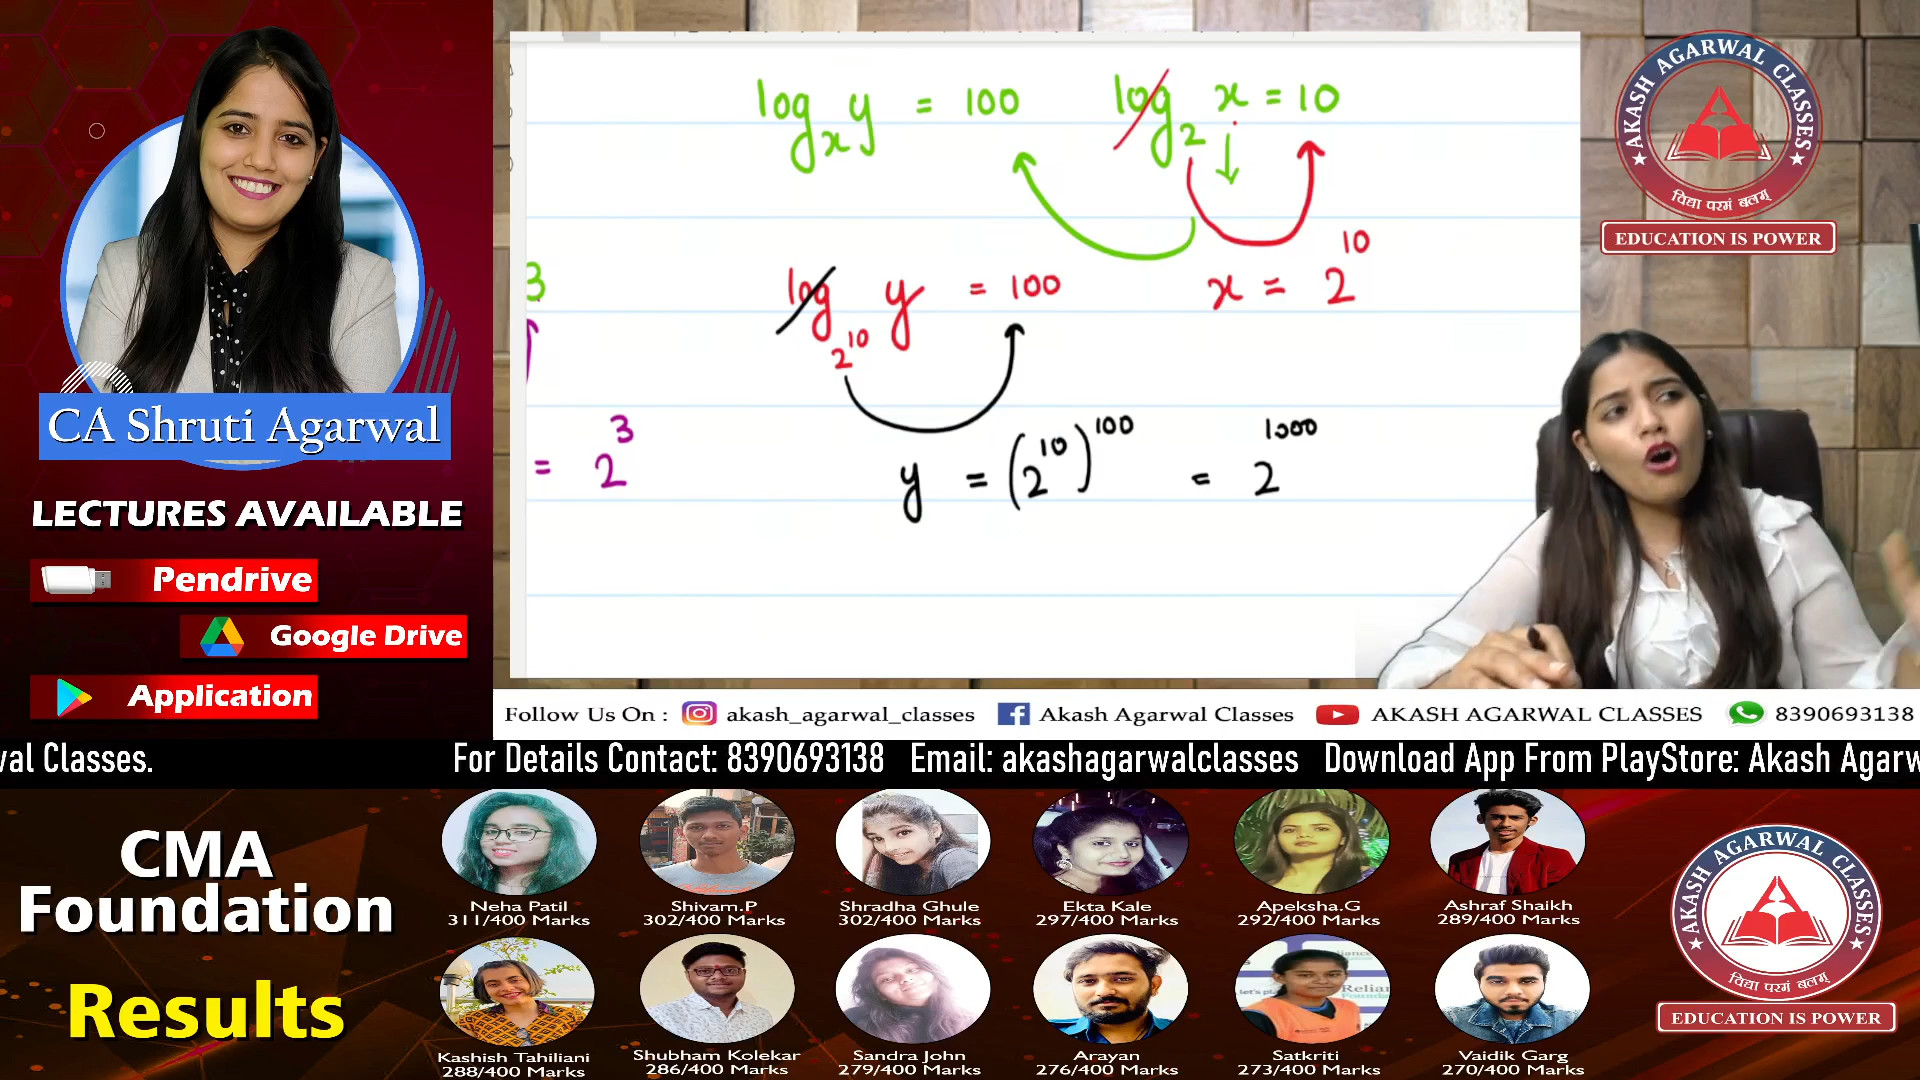 CA Shruti Agarwal
LECTURES AVAILABLE
Pendrive
Google Drive
Application
log_x y = 100
log_2 x = 10
x = 2^10
log_2^10 y = 100
3
= 2^3
y = (2^10)^100 = 2^1000
AKASH AGARWAL CLASSES
विद्या परमं बलम्
EDUCATION IS POWER
Follow Us On : akash_agarwal_classes Akash Agarwal Classes AKASH AGARWAL CLASSES 8390693138
val Classes. For Details Contact: 8390693138 Email: akashagarwalclasses Download App From PlayStore: Akash Agarw
CMA
Foundation
Results
Neha Patil
311/400 Marks
Shivam.P
302/400 Marks
Shradha Ghule
302/400 Marks
Ekta Kale
297/400 Marks
Apeksha.G
292/400 Marks
Ashraf Shaikh
289/400 Marks
Kashish Tahiliani
288/400 Marks
Shubham Kolekar
286/400 Marks
Sandra John
279/400 Marks
Arayan
276/400 Marks
Satkriti
273/400 Marks
Vaidik Garg
270/400 Marks
AKASH AGARWAL CLASSES
विद्या परमं बलम्
EDUCATION IS POWER